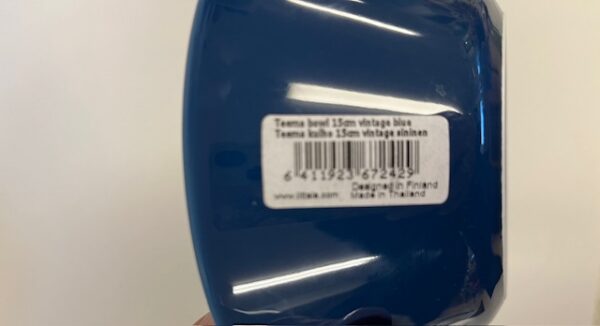 Teema bowl 15cm vintage blue
Teema kulho 15cm vintage sininen
6 411923 672429
Designed in Finland
www.iittala.com Made in Thailand